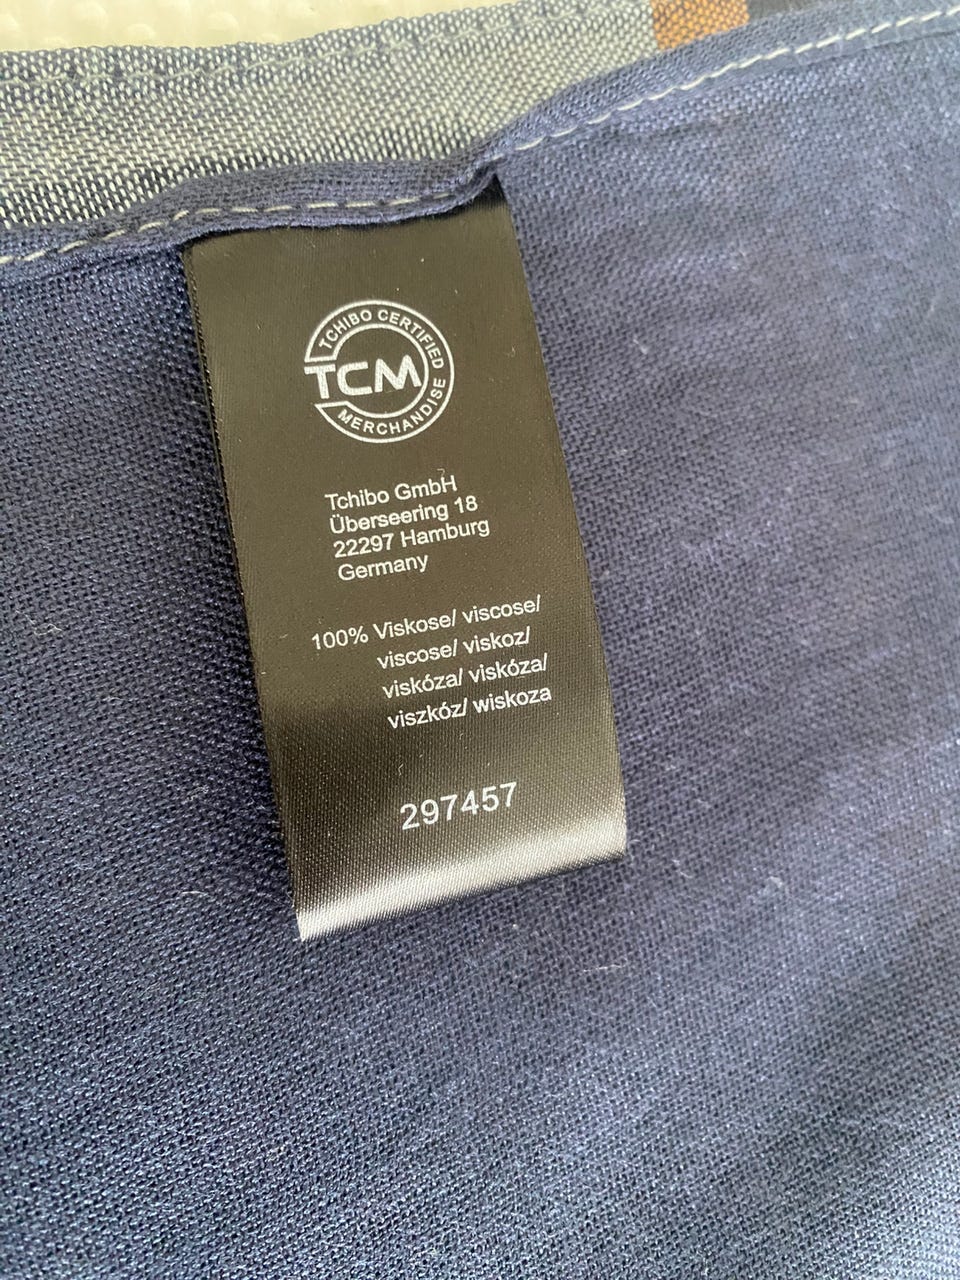 TCHIBO CERTIFIED
TCM
MERCHANDISE
Tchibo GmbH
Überseering 18
22297 Hamburg
Germany
100% Viskose/ viscose/
viscose/ viskoz/
viskóza/ viskóza/
viszkóz/ wiskoza
297457